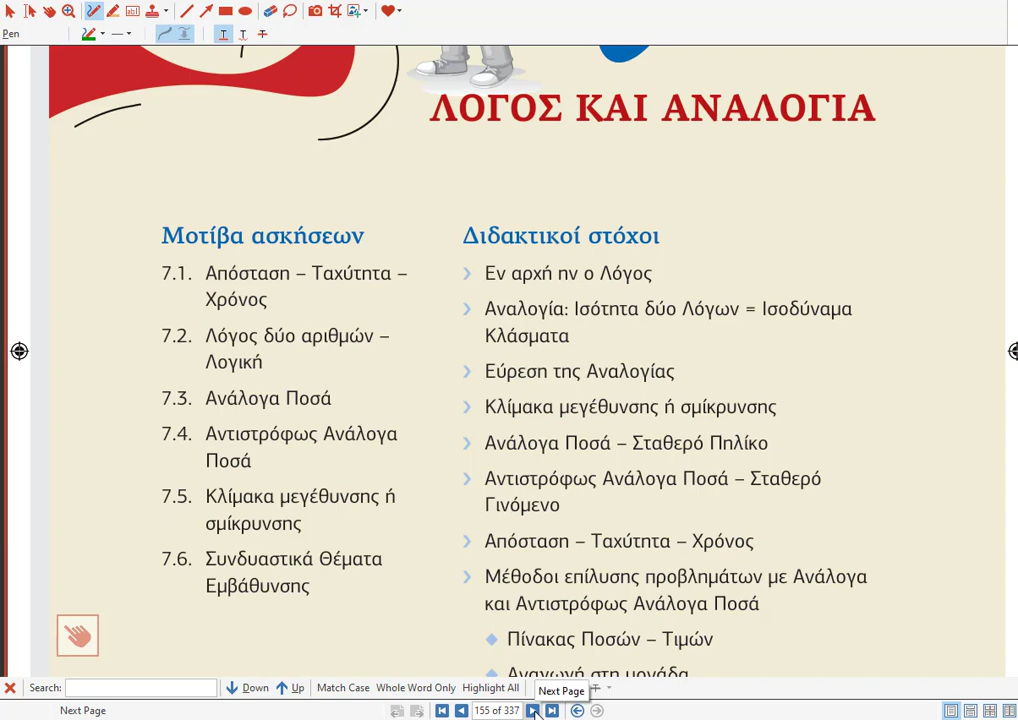 Pen
ΛΟΓΟΣ ΚΑΙ ΑΝΑΛΟΓΙΑ
Μοτίβα ασκήσεων
7.1. Απόσταση – Ταχύτητα –
Χρόνος
7.2. Λόγος δύο αριθμών –
Λογική
7.3. Ανάλογα Ποσά
7.4. Αντιστρόφως Ανάλογα
Ποσά
7.5. Κλίμακα μεγέθυνσης ή
σμίκρυνσης
7.6. Συνδυαστικά Θέματα
Εμβάθυνσης
Διδακτικοί στόχοι
Εν αρχή ην ο Λόγος
Αναλογία: Ισότητα δύο Λόγων = Ισοδύναμα
Κλάσματα
Εύρεση της Αναλογίας
Κλίμακα μεγέθυνσης ή σμίκρυνσης
Ανάλογα Ποσά – Σταθερό Πηλίκο
Αντιστρόφως Ανάλογα Ποσά – Σταθερό
Γινόμενο
Απόσταση – Ταχύτητα – Χρόνος
Μέθοδοι επίλυσης προβλημάτων με Ανάλογα
και Αντιστρόφως Ανάλογα Ποσά
Πίνακας Ποσών – Τιμών
Αναγωγή στη μονάδα
Search: Down Up Match Case Whole Word Only Highlight All
Next Page
Next Page 155 of 337